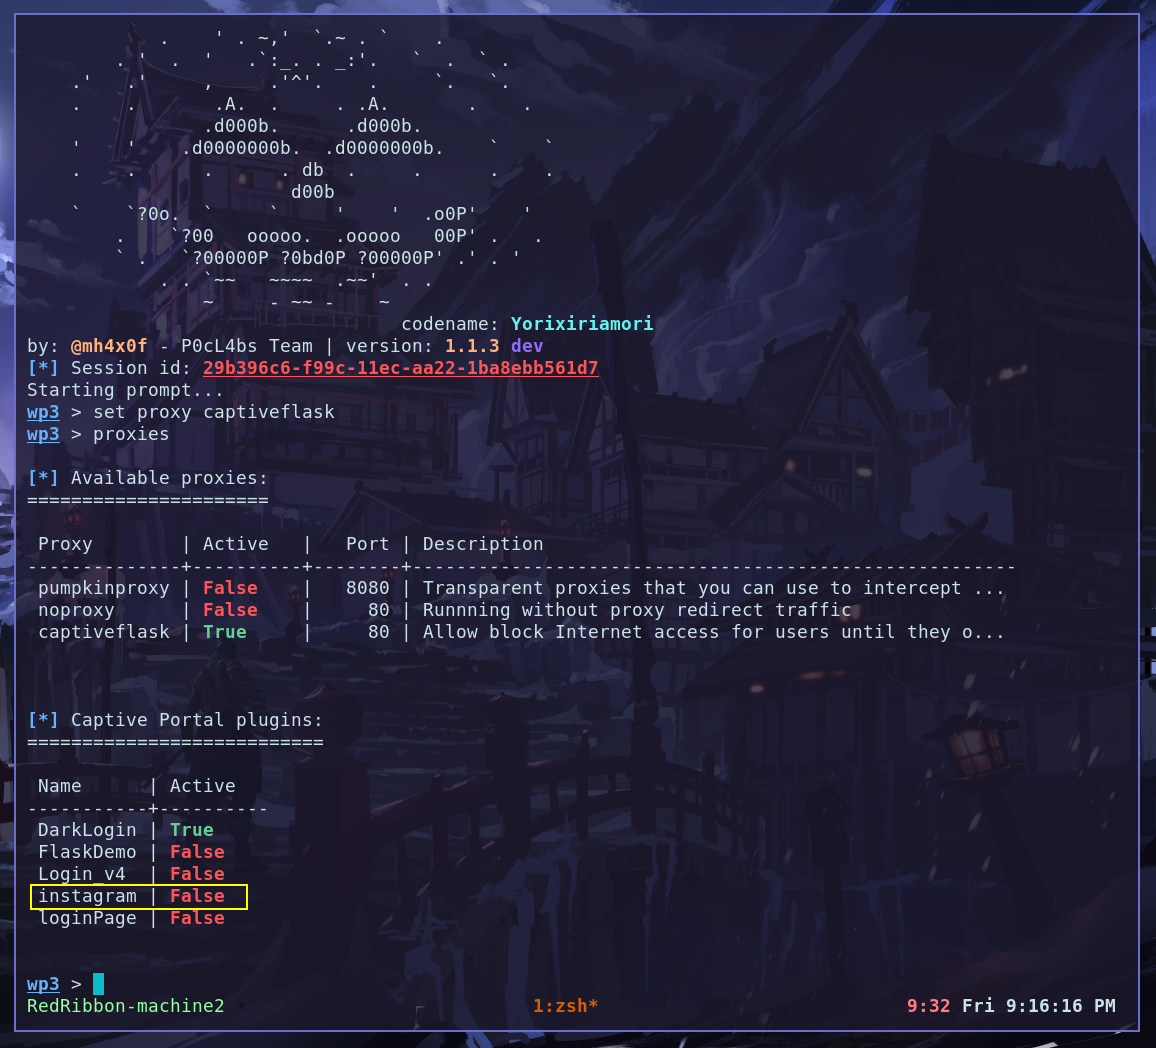 .    ' . ~,'  `.~ . `    .
. '  .  '   .`:_. . _:'.   `  .  `.
.'   .'     ,     .'^'.    .     `.   `.
.    .       .A.  .     . .A.       .    .
.d000b.      .d000b.
'    '    .d0000000b.  .d0000000b.    `    `
.    .      .      . db  .     .      .    .
d00b
`    `?0o.  `     `     '    '  .o0P'    '
.    `?00   ooooo.  .ooooo   00P' .   .
` .   `?00000P ?0bd0P ?00000P' .' . '
. . `~~   ~~~~  .~~'  . .
~     - ~~ -    ~
codename: Yorixiriamori
by: @mh4x0f - P0cL4bs Team | version: 1.1.3 dev
[*] Session id: 29b396c6-f99c-11ec-aa22-1ba8ebb561d7
Starting prompt...
wp3 > set proxy captiveflask
wp3 > proxies
[*] Available proxies:
======================
Proxy        | Active   |   Port | Description
--------------+----------+--------+-------------------------------------------------------
pumpkinproxy | False    |   8080 | Transparent proxies that you can use to intercept ...
noproxy      | False    |     80 | Runnning without proxy redirect traffic
captiveflask | True     |     80 | Allow block Internet access for users until they o...
[*] Captive Portal plugins:
===========================
Name      | Active
-----------+----------
DarkLogin | True
FlaskDemo | False
Login_v4  | False
instagram | False
loginPage | False
wp3 >
RedRibbon-machine2 1:zsh* 9:32 Fri 9:16:16 PM